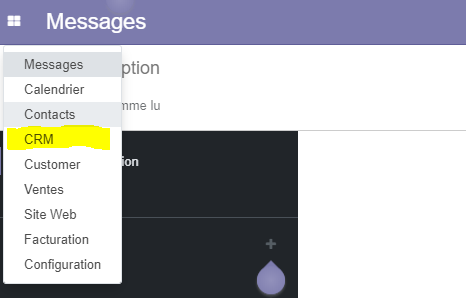 Messages
Messages
ption
Calendrier
mme lu
Contacts
CRM
Customer
ion
Ventes
Site Web
Facturation
Configuration